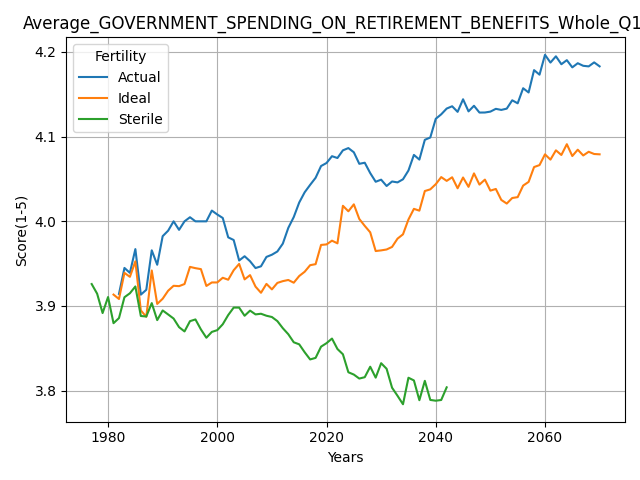 Average_GOVERNMENT_SPENDING_ON_RETIREMENT_BENEFITS_Whole_Q1
Fertility
Actual
Ideal
Sterile
Score(1-5)
4.2
4.1
4.0
3.9
3.8
1980 2000 2020 2040 2060
Years